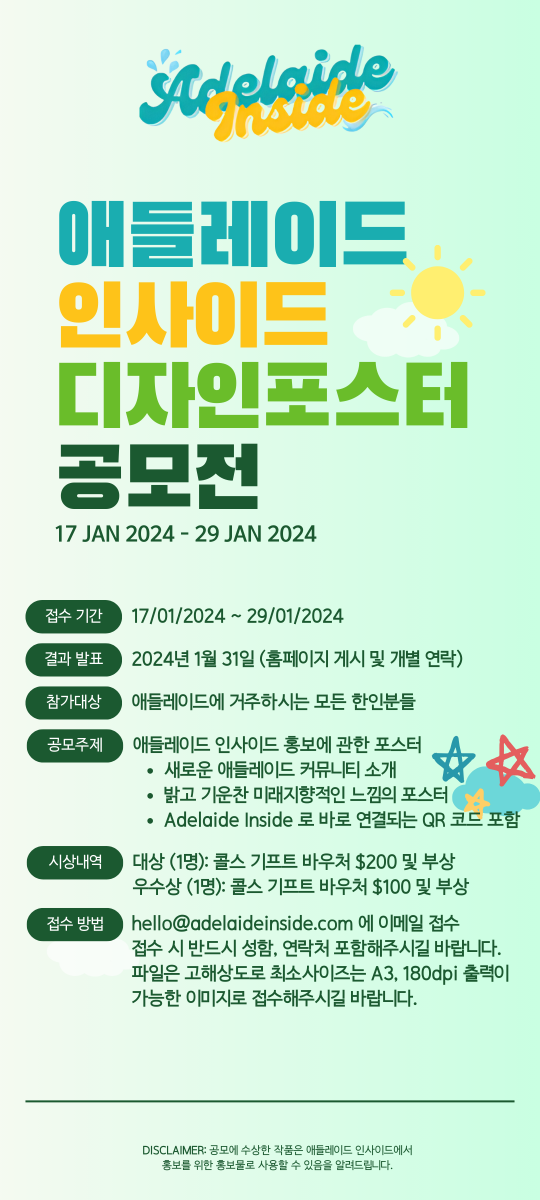 Adelaide
Inside
애들레이드
인사이드
디자인포스터
공모전
17 JAN 2024 - 29 JAN 2024
접수 기간
17/01/2024 ~ 29/01/2024
결과 발표
2024년 1월 31일 (홈페이지 게시 및 개별 연락)
참가대상
애들레이드에 거주하시는 모든 한인분들
공모주제
애들레이드 인사이드 홍보에 관한 포스터
• 새로운 애들레이드 커뮤니티 소개
• 밝고 기운찬 미래지향적인 느낌의 포스터
• Adelaide Inside 로 바로 연결되는 QR 코드 포함
시상내역
대상 (1명): 콜스 기프트 바우처 $200 및 부상
우수상 (1명): 콜스 기프트 바우처 $100 및 부상
접수 방법
hello@adelaideinside.com 에 이메일 접수
접수 시 반드시 성함, 연락처 포함해주시길 바랍니다.
파일은 고해상도로 최소사이즈는 A3, 180dpi 출력이
가능한 이미지로 접수해주시길 바랍니다.
DISCLAIMER: 공모에 수상한 작품은 애들레이드 인사이드에서
홍보를 위한 홍보물로 사용할 수 있음을 알려드립니다.